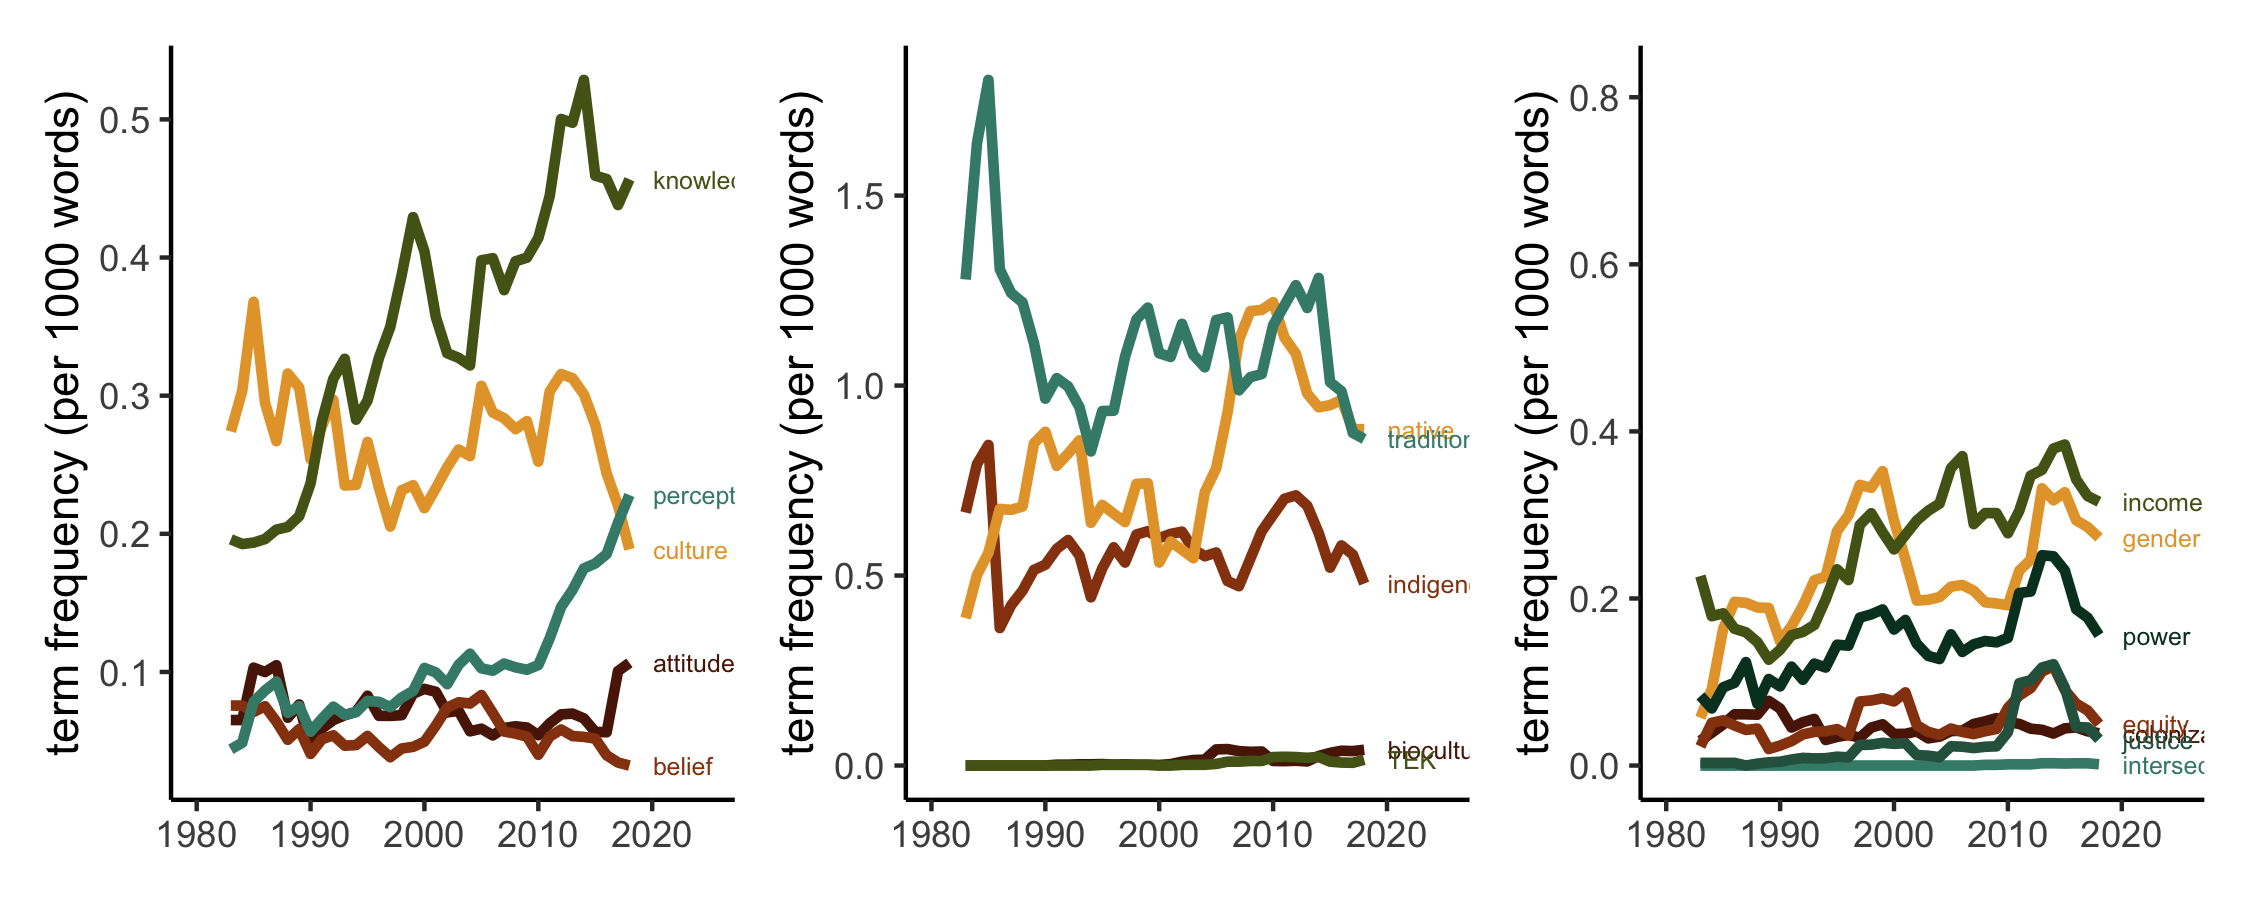 term frequency (per 1000 words)
0.5
0.4
0.3
0.2
0.1
knowled
percept
culture
attitude
belief
1980 1990 2000 2010 2020
term frequency (per 1000 words)
1.5
1.0
0.5
0.0
native
tradition
indigen
biocultu
TEK
1980 1990 2000 2010 2020
term frequency (per 1000 words)
0.8
0.6
0.4
0.2
0.0
income
gender
power
equity
justice
intersec
1980 1990 2000 2010 2020